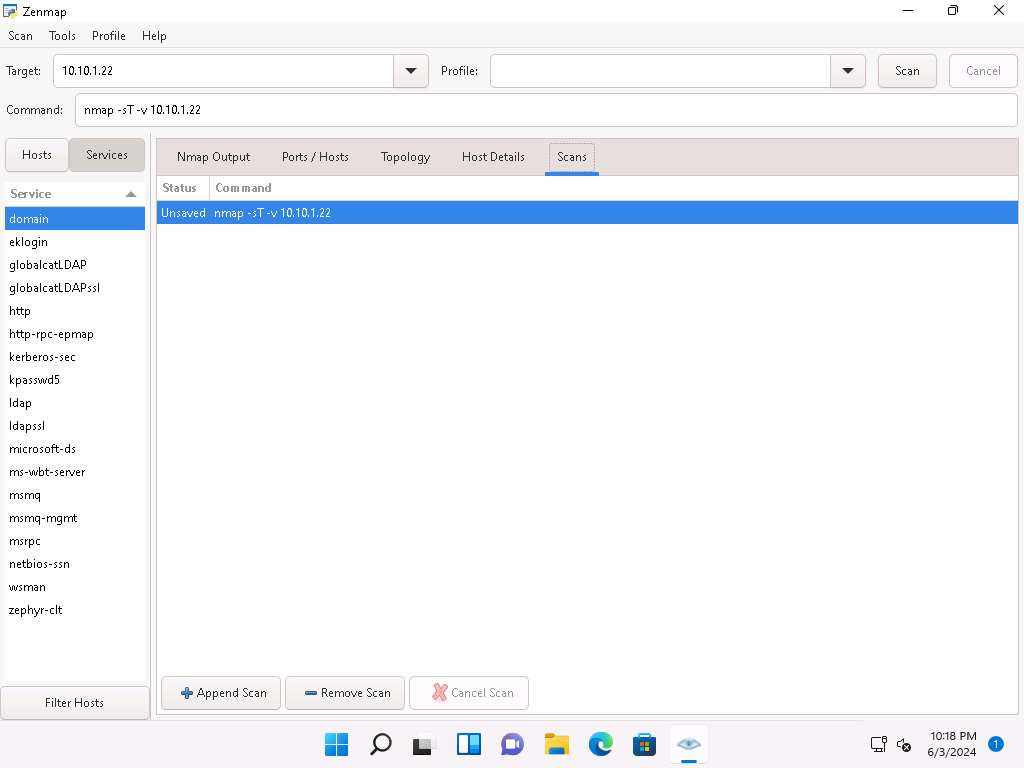 Zenmap
Scan Tools Profile Help
Target: 10.10.1.22 Profile: Scan Cancel
Command: nmap -sT -v 10.10.1.22
Hosts Services
Nmap Output Ports / Hosts Topology Host Details Scans
Service
Status Command
Unsaved nmap -sT -v 10.10.1.22
domain
eklogin
globalcatLDAP
globalcatLDAPssl
http
http-rpc-epmap
kerberos-sec
kpasswd5
ldap
ldapssl
microsoft-ds
ms-wbt-server
msmq
msmq-mgmt
msrpc
netbios-ssn
wsman
zephyr-clt
Append Scan Remove Scan Cancel Scan
Filter Hosts
10:18 PM
6/3/2024
1